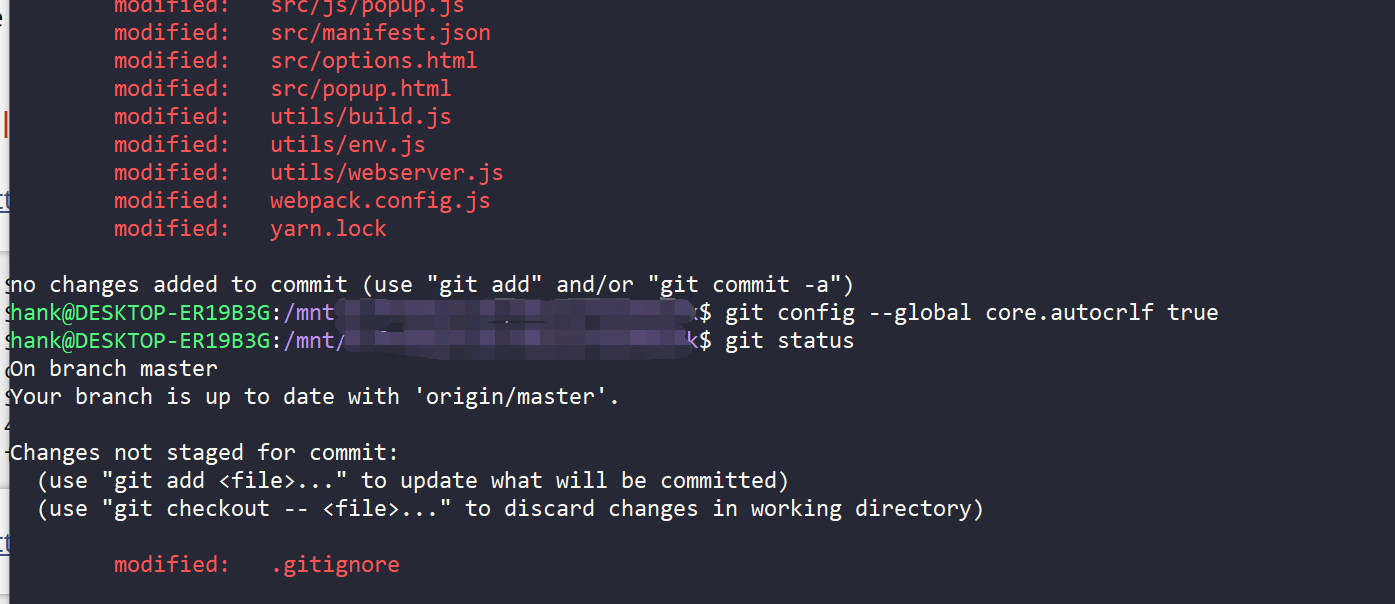 modified: src/js/popup.js
modified: src/manifest.json
modified: src/options.html
modified: src/popup.html
modified: utils/build.js
modified: utils/env.js
modified: utils/webserver.js
modified: webpack.config.js
modified: yarn.lock
no changes added to commit (use "git add" and/or "git commit -a")
hank@DESKTOP-ER19B3G:/mnt k$ git config --global core.autocrlf true
hank@DESKTOP-ER19B3G:/mnt/ k$ git status
On branch master
Your branch is up to date with 'origin/master'.
Changes not staged for commit:
(use "git add <file>..." to update what will be committed)
(use "git checkout -- <file>..." to discard changes in working directory)
modified: .gitignore